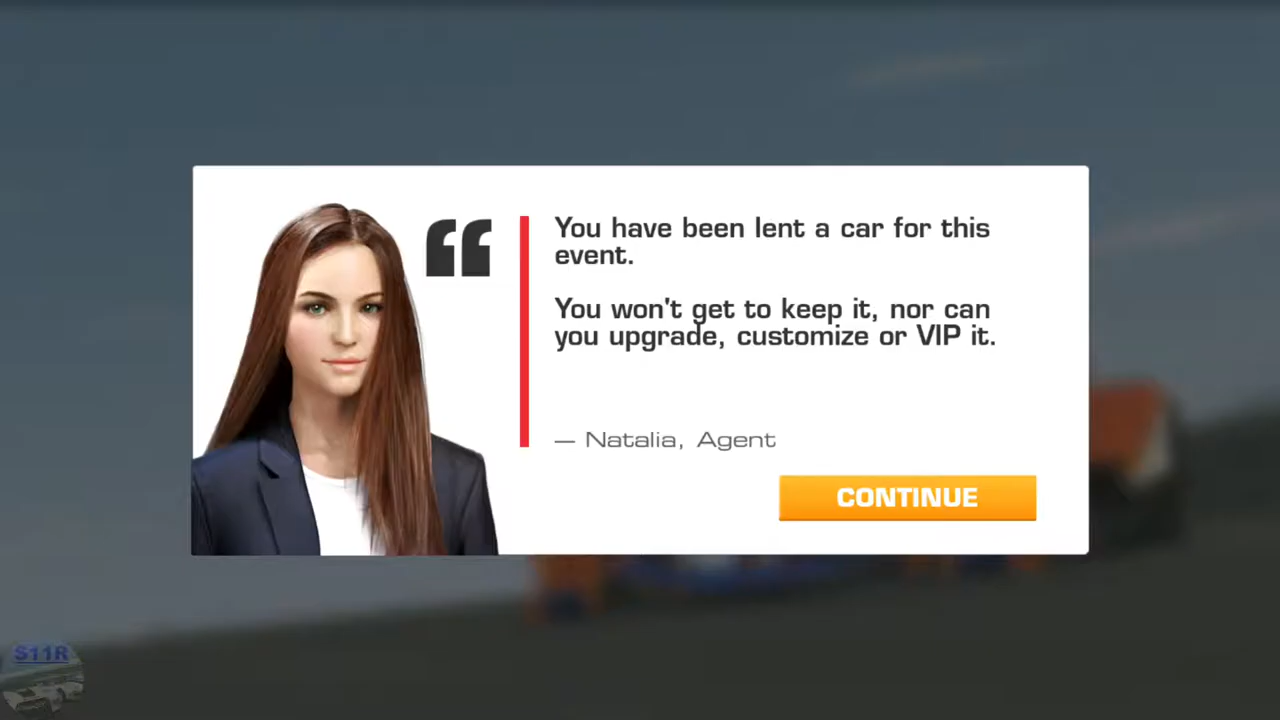 You have been lent a car for this
event.
You won't get to keep it, nor can
you upgrade, customize or VIP it.
— Natalia, Agent
CONTINUE
S11R